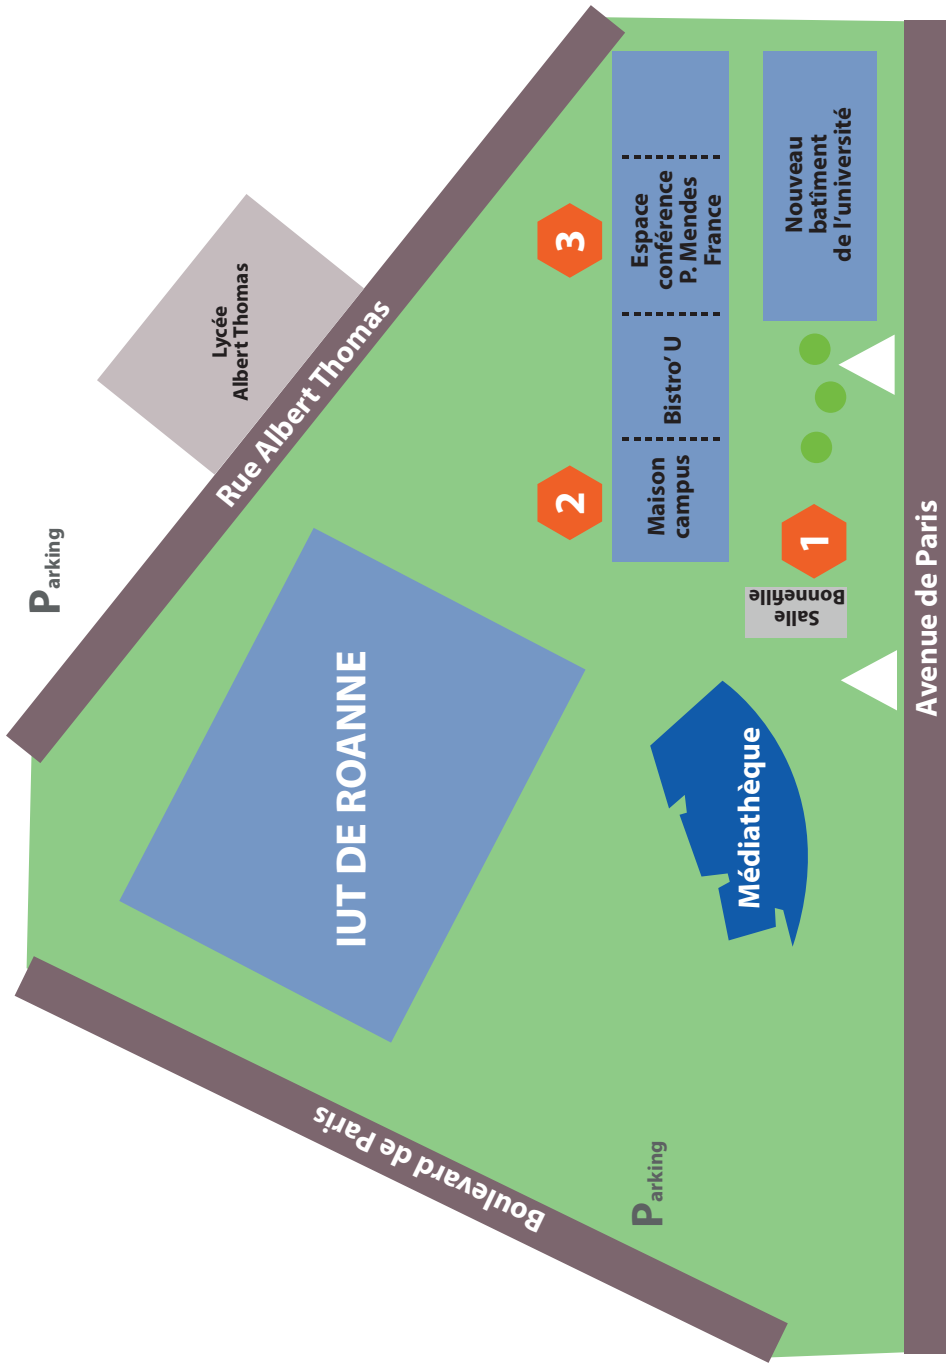 Parking
Lycée
Albert Thomas
Rue Albert Thomas
IUT DE ROANNE
Boulevard de Paris
2
3
Maison
campus
Bistro’ U
Espace
conférence
P. Mendes
France
Nouveau
batîment
de l’université
1
Salle
Bonnefille
Médiathèque
Parking
Avenue de Paris